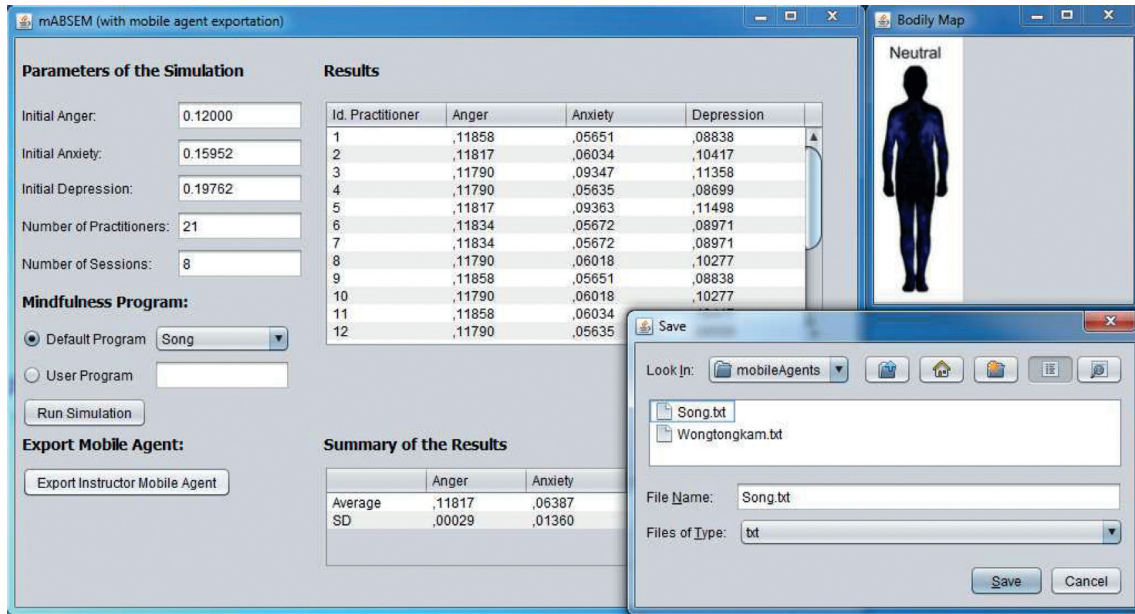 mABSEM (with mobile agent exportation)
Parameters of the Simulation
Initial Anger: 0.12000
Initial Anxiety: 0.15952
Initial Depression: 0.19762
Number of Practitioners: 21
Number of Sessions: 8
Mindfulness Program:
Default Program Song
User Program
Run Simulation
Export Mobile Agent:
Export Instructor Mobile Agent
Results
Id. Practitioner Anger Anxiety Depression
1 ,11858 ,05651 ,08838
2 ,11817 ,06034 ,10417
3 ,11790 ,09347 ,11358
4 ,11790 ,05635 ,08699
5 ,11817 ,09363 ,11498
6 ,11834 ,05672 ,08971
7 ,11834 ,05672 ,08971
8 ,11790 ,06018 ,10277
9 ,11858 ,05651 ,08838
10 ,11790 ,06018 ,10277
11 ,11858 ,06034
12 ,11790 ,05635
Summary of the Results
Anger Anxiety
Average ,11817 ,06387
SD ,00029 ,01360
Bodily Map
Neutral
Save
Look In: mobileAgents
Song.txt
Wongtongkam.txt
File Name: Song.txt
Files of Type: txt
Save Cancel